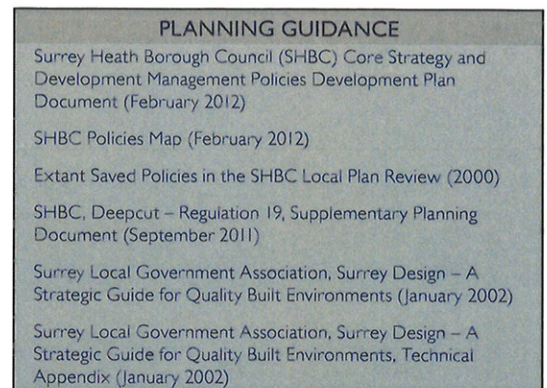 PLANNING GUIDANCE
Surrey Heath Borough Council (SHBC) Core Strategy and
Development Management Policies Development Plan
Document (February 2012)
SHBC Policies Map (February 2012)
Extant Saved Policies in the SHBC Local Plan Review (2000)
SHBC, Deepcut – Regulation 19, Supplementary Planning
Document (September 2011)
Surrey Local Government Association, Surrey Design – A
Strategic Guide for Quality Built Environments (January 2002)
Surrey Local Government Association, Surrey Design – A
Strategic Guide for Quality Built Environments, Technical
Appendix (January 2002)